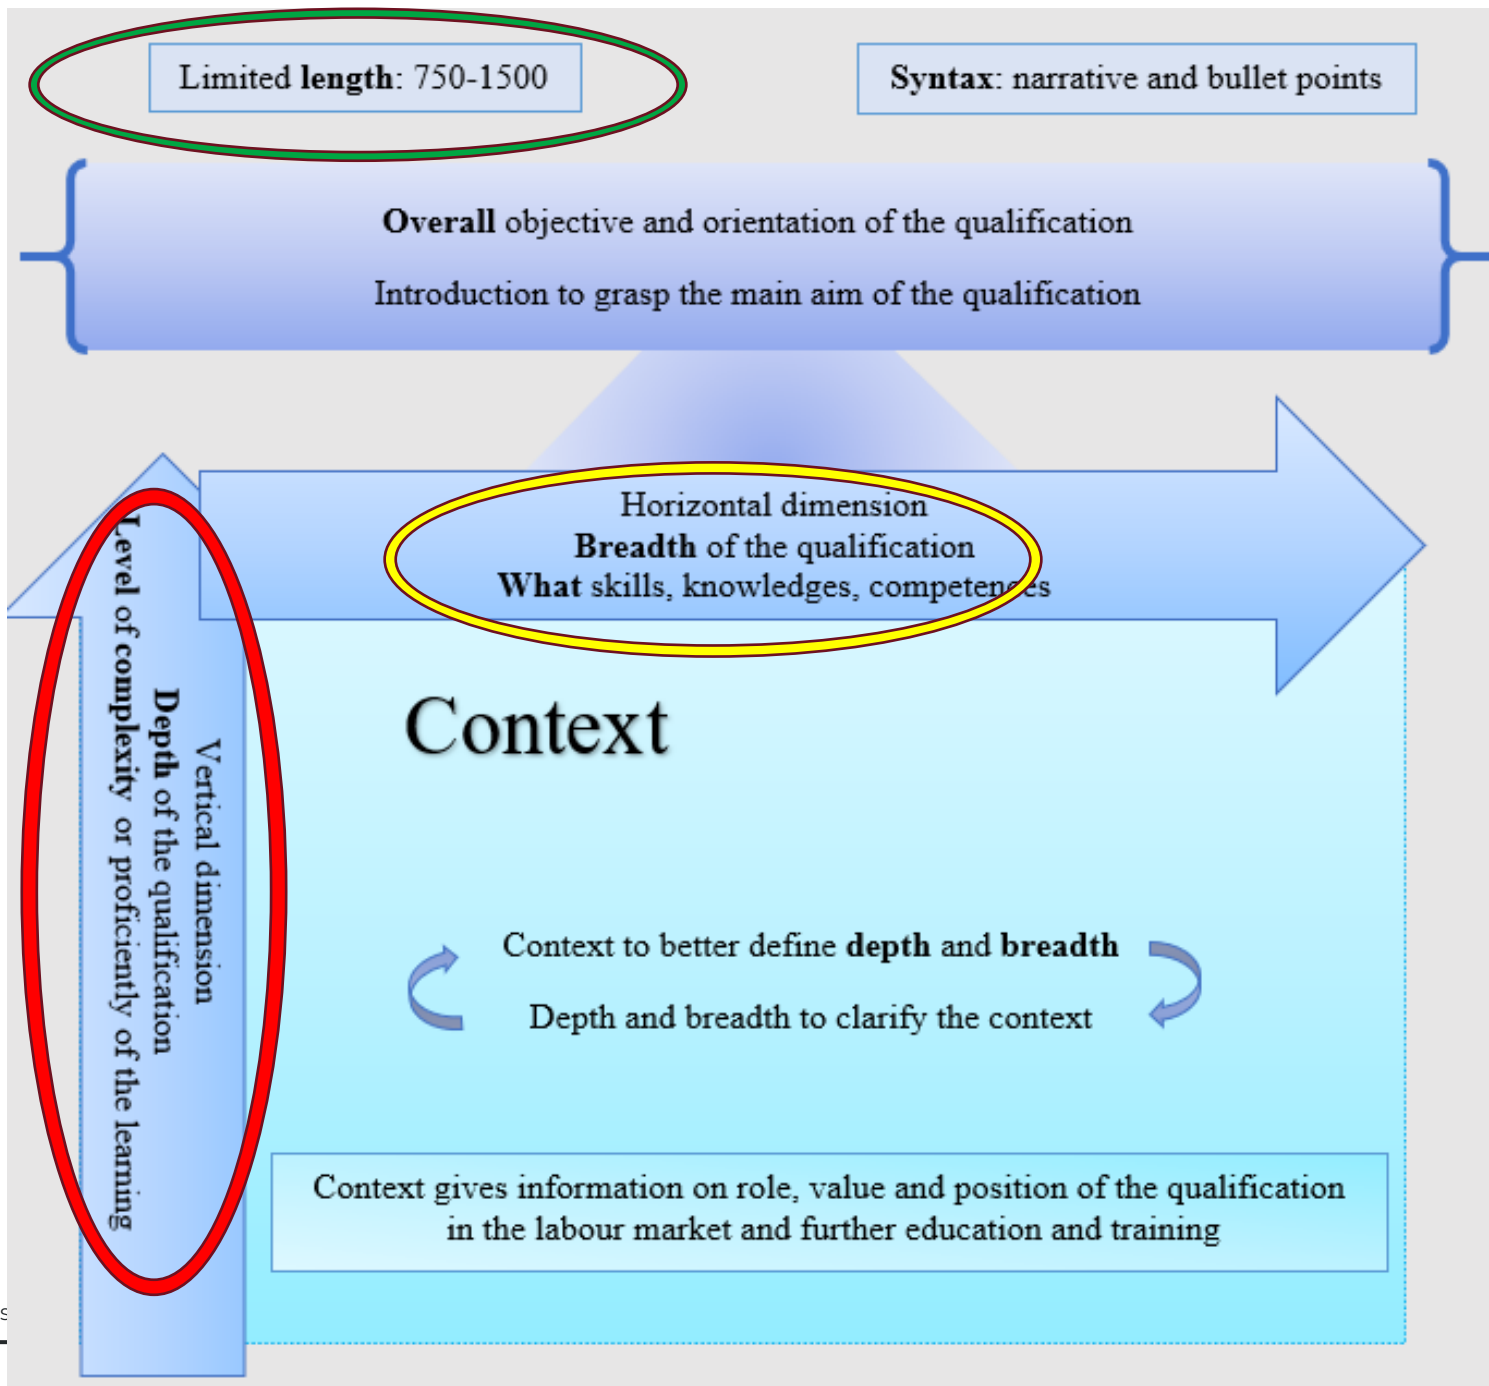 Limited length: 750-1500
Syntax: narrative and bullet points
Overall objective and orientation of the qualification
Introduction to grasp the main aim of the qualification
Horizontal dimension
Breadth of the qualification
What skills, knowledges, competences
Vertical dimension
Depth of the qualification
Level of complexity or proficiently of the learning
Context
Context to better define depth and breadth
Depth and breadth to clarify the context
Context gives information on role, value and position of the qualification
in the labour market and further education and training
s